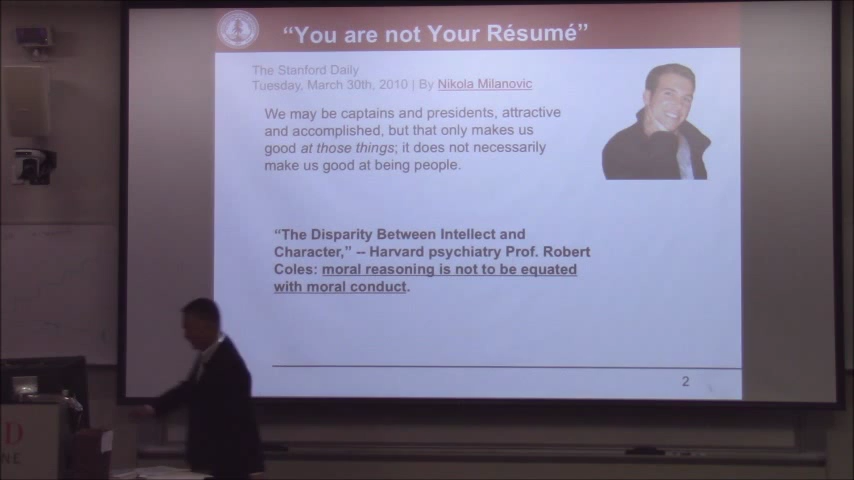 “You are not Your Résumé”
The Stanford Daily
Tuesday, March 30th, 2010 | By Nikola Milanovic
We may be captains and presidents, attractive
and accomplished, but that only makes us
good at those things; it does not necessarily
make us good at being people.
“The Disparity Between Intellect and
Character,” -- Harvard psychiatry Prof. Robert
Coles: moral reasoning is not to be equated
with moral conduct.
2
D
NE